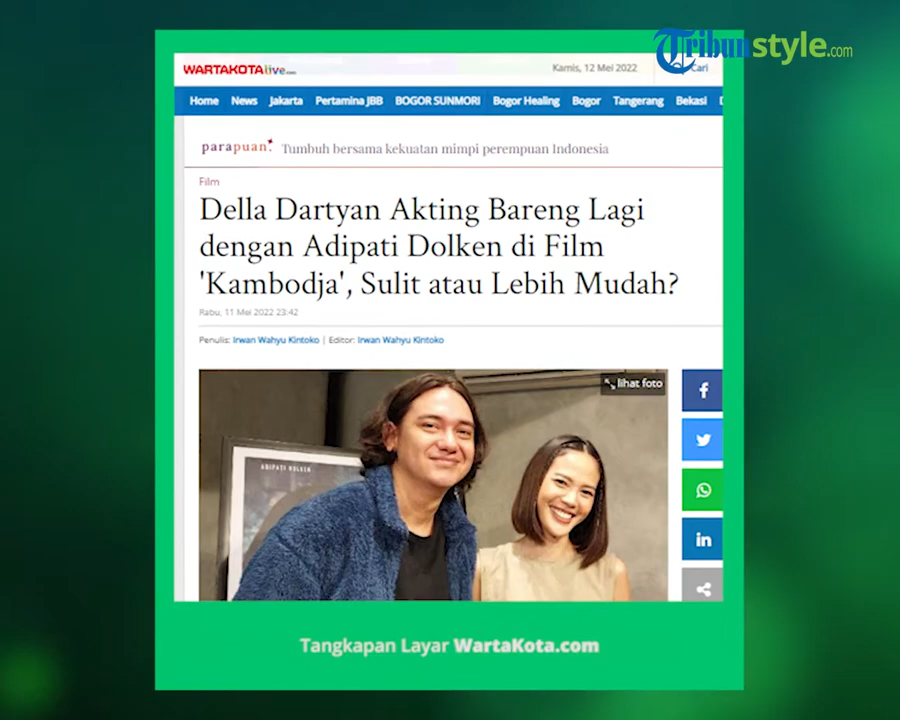 Tribunstyle.com
WARTAKOTAlive.com
Kamis, 12 Mei 2022
Cari
Home News Jakarta Pertamina JBB BOGOR SUNMORI Bogor Healing Bogor Tangerang Bekasi D
parapuan. Tumbuh bersama kekuatan mimpi perempuan Indonesia
Film
Della Dartyan Akting Bareng Lagi
dengan Adipati Dolken di Film
'Kambodja', Sulit atau Lebih Mudah?
Rabu, 11 Mei 2022 23:42
Penulis: Irwan Wahyu Kintoko | Editor: Irwan Wahyu Kintoko
lihat foto
ADIPATI DOLKEN
Tangkapan Layar WartaKota.com